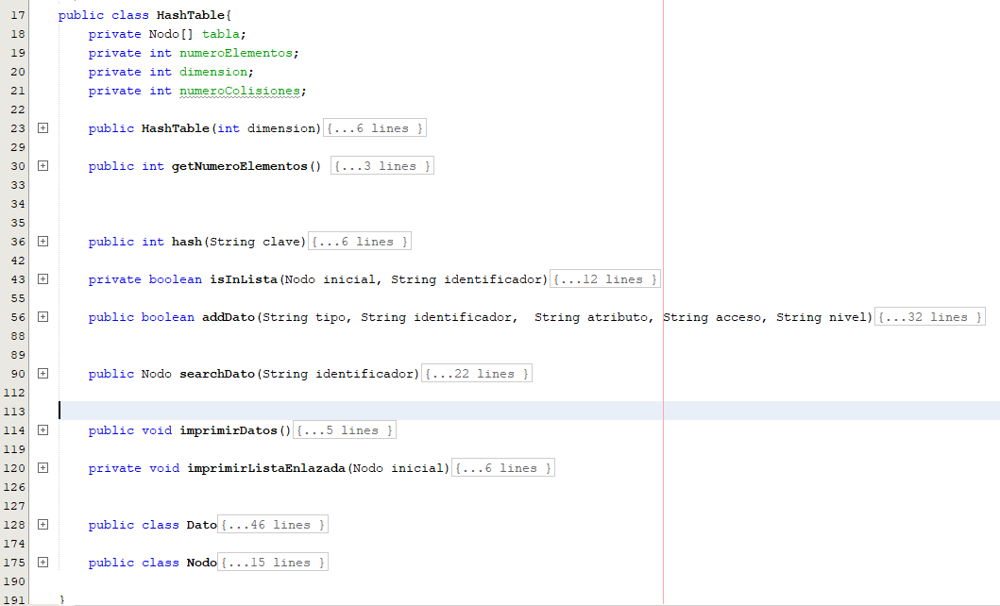 17 public class HashTable{
18 private Nodo[] tabla;
19 private int numeroElementos;
20 private int dimension;
21 private int numeroColisiones;
22
23 public HashTable(int dimension){...6 lines }
29
30 public int getNumeroElementos() {...3 lines }
33
34
35
36 public int hash(String clave){...6 lines }
42
43 private boolean isInLista(Nodo inicial, String identificador){...12 lines }
55
56 public boolean addDato(String tipo, String identificador,  String atributo, String acceso, String nivel){...32 lines }
88
89
90 public Nodo searchDato(String identificador){...22 lines }
112
113
114 public void imprimirDatos(){...5 lines }
119
120 private void imprimirListaEnlazada(Nodo inicial){...6 lines }
126
127
128 public class Dato{...46 lines }
174
175 public class Nodo{...15 lines }
190
191 }